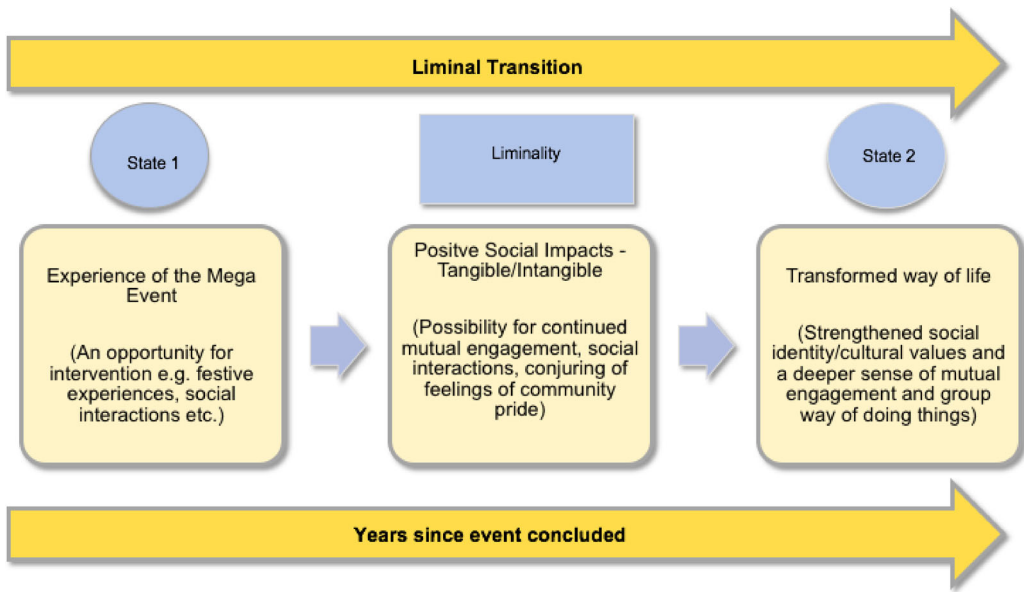 Liminal Transition
State 1
Liminality
State 2
Experience of the Mega
Event
(An opportunity for
intervention e.g. festive
experiences, social
interactions etc.)
Positve Social Impacts -
Tangible/Intangible
(Possibility for continued
mutual engagement, social
interactions, conjuring of
feelings of community
pride)
Transformed way of life
(Strengthened social
identity/cultural values and
a deeper sense of mutual
engagement and group
way of doing things)
Years since event concluded